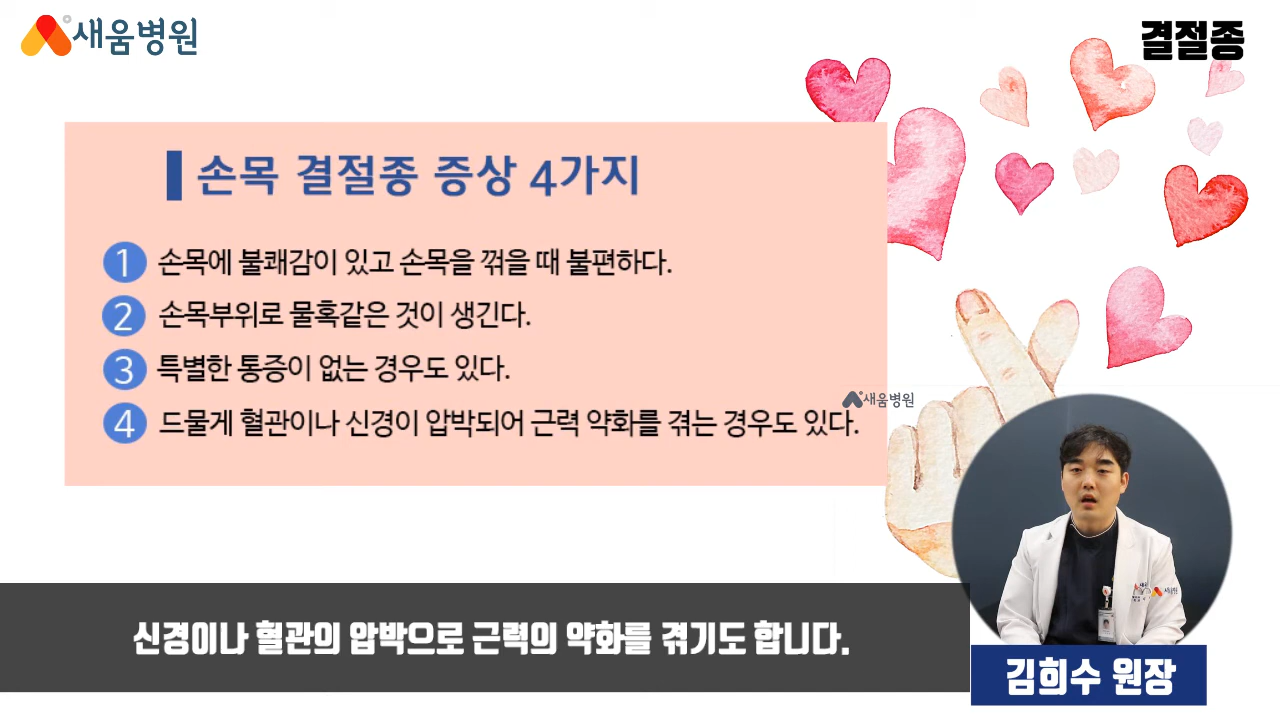 새움병원
결절종
손목 결절종 증상 4가지
1 손목에 불쾌감이 있고 손목을 꺾을 때 불편하다.
2 손목부위로 물혹같은 것이 생긴다.
3 특별한 통증이 없는 경우도 있다.
4 드물게 혈관이나 신경이 압박되어 근력 약화를 겪는 경우도 있다.
새움병원
신경이나 혈관의 압박으로 근력의 약화를 겪기도 합니다.
김희수 원장